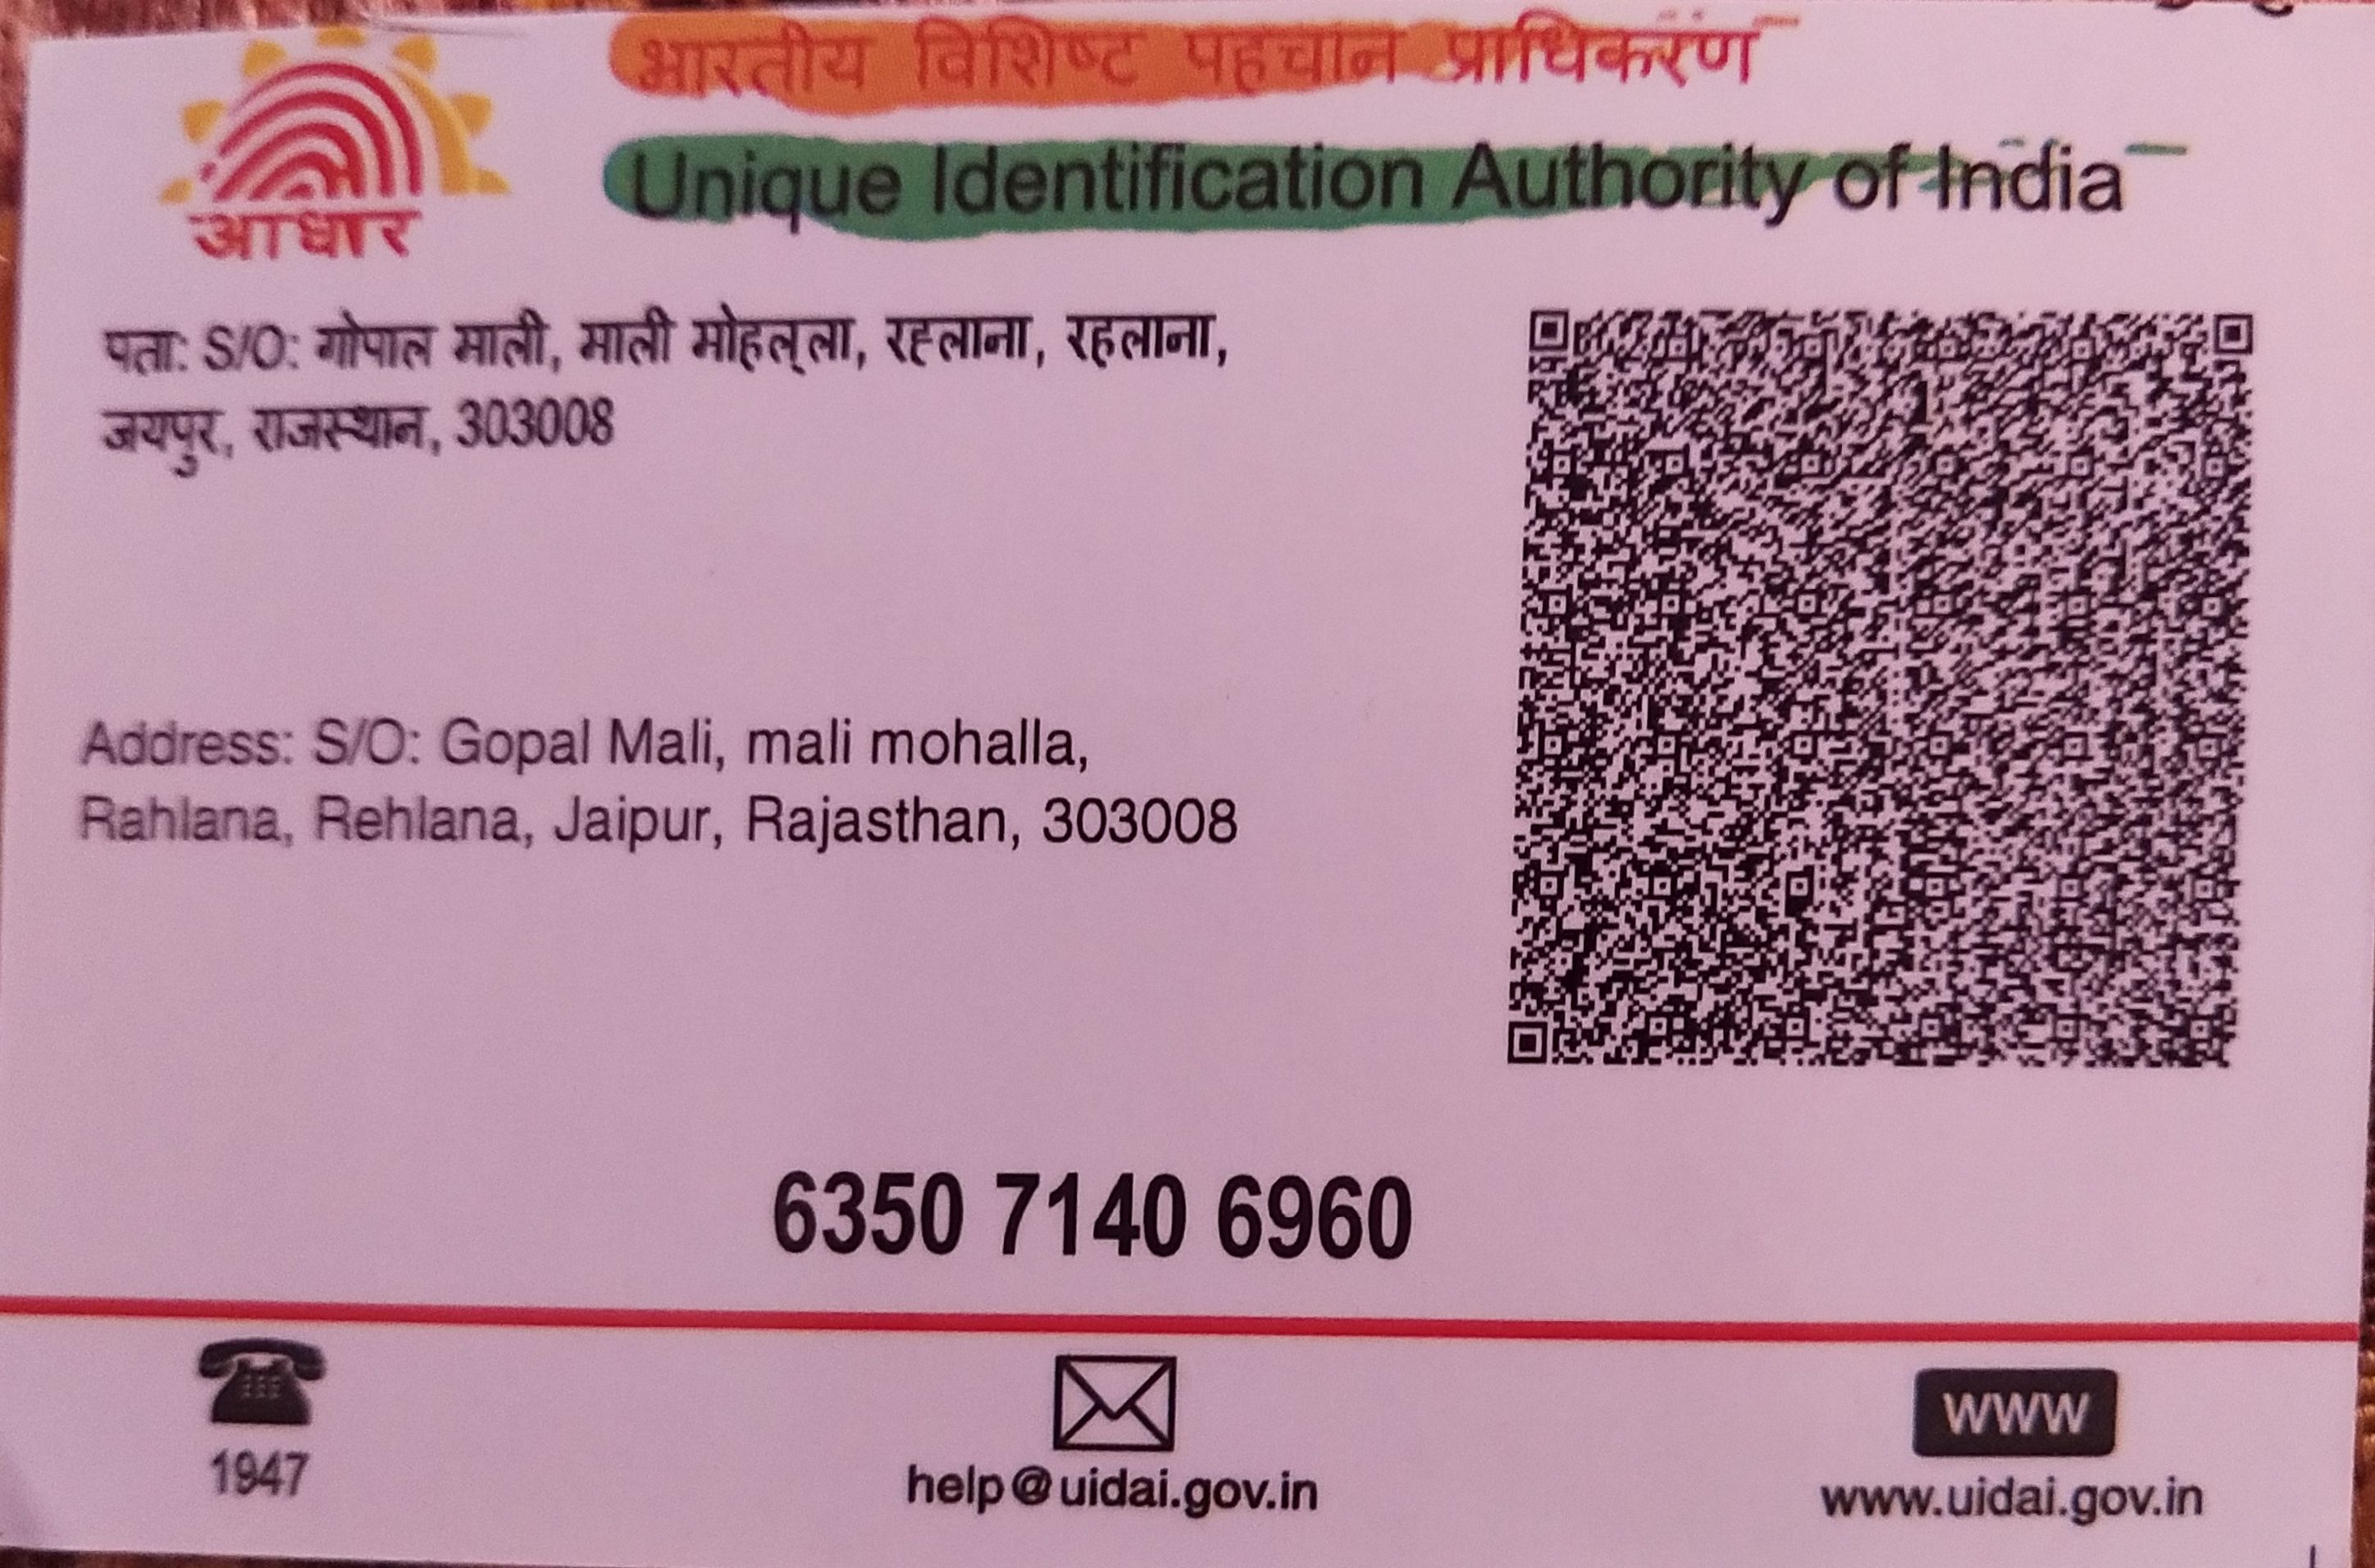 भारतीय विशिष्ट पहचान प्राधिकरण
Unique Identification Authority of India
आधार
पता: S/O: गोपाल माली, माली मोहल्ला, रह्लाना, रहलाना,
जयपुर, राजस्थान, 303008
Address: S/O: Gopal Mali, mali mohalla,
Rahlana, Rehlana, Jaipur, Rajasthan, 303008
6350 7140 6960
1947
help@uidai.gov.in
WWW
www.uidai.gov.in